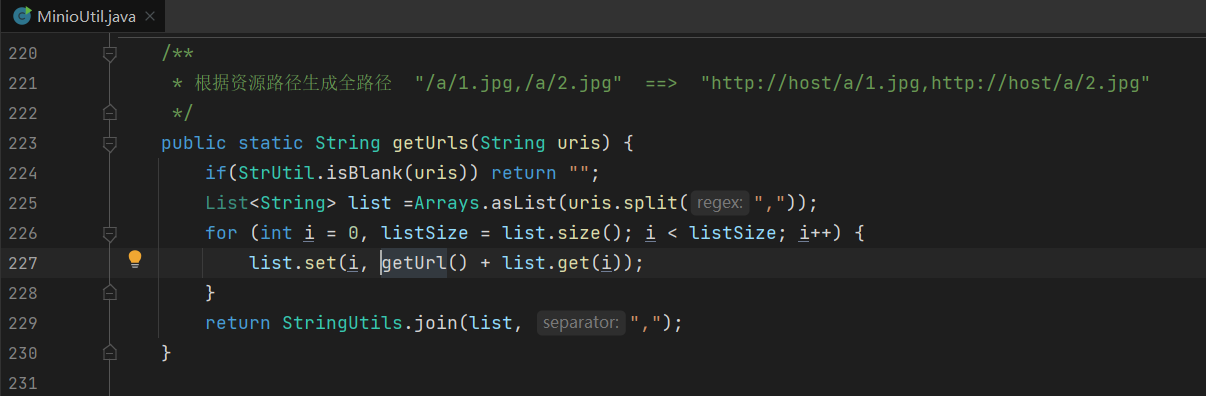 MinioUtil.java
220 /**
221 * 根据资源路径生成全路径 "/a/1.jpg,/a/2.jpg" ==> "http://host/a/1.jpg,http://host/a/2.jpg"
222 */
223 public static String getUrls(String uris) {
224 if(StrUtil.isBlank(uris)) return "";
225 List<String> list =Arrays.asList(uris.split( regex: ","));
226 for (int i = 0, listSize = list.size(); i < listSize; i++) {
227 list.set(i, getUrl() + list.get(i));
228 }
229 return StringUtils.join(list, separator: ",");
230 }
231